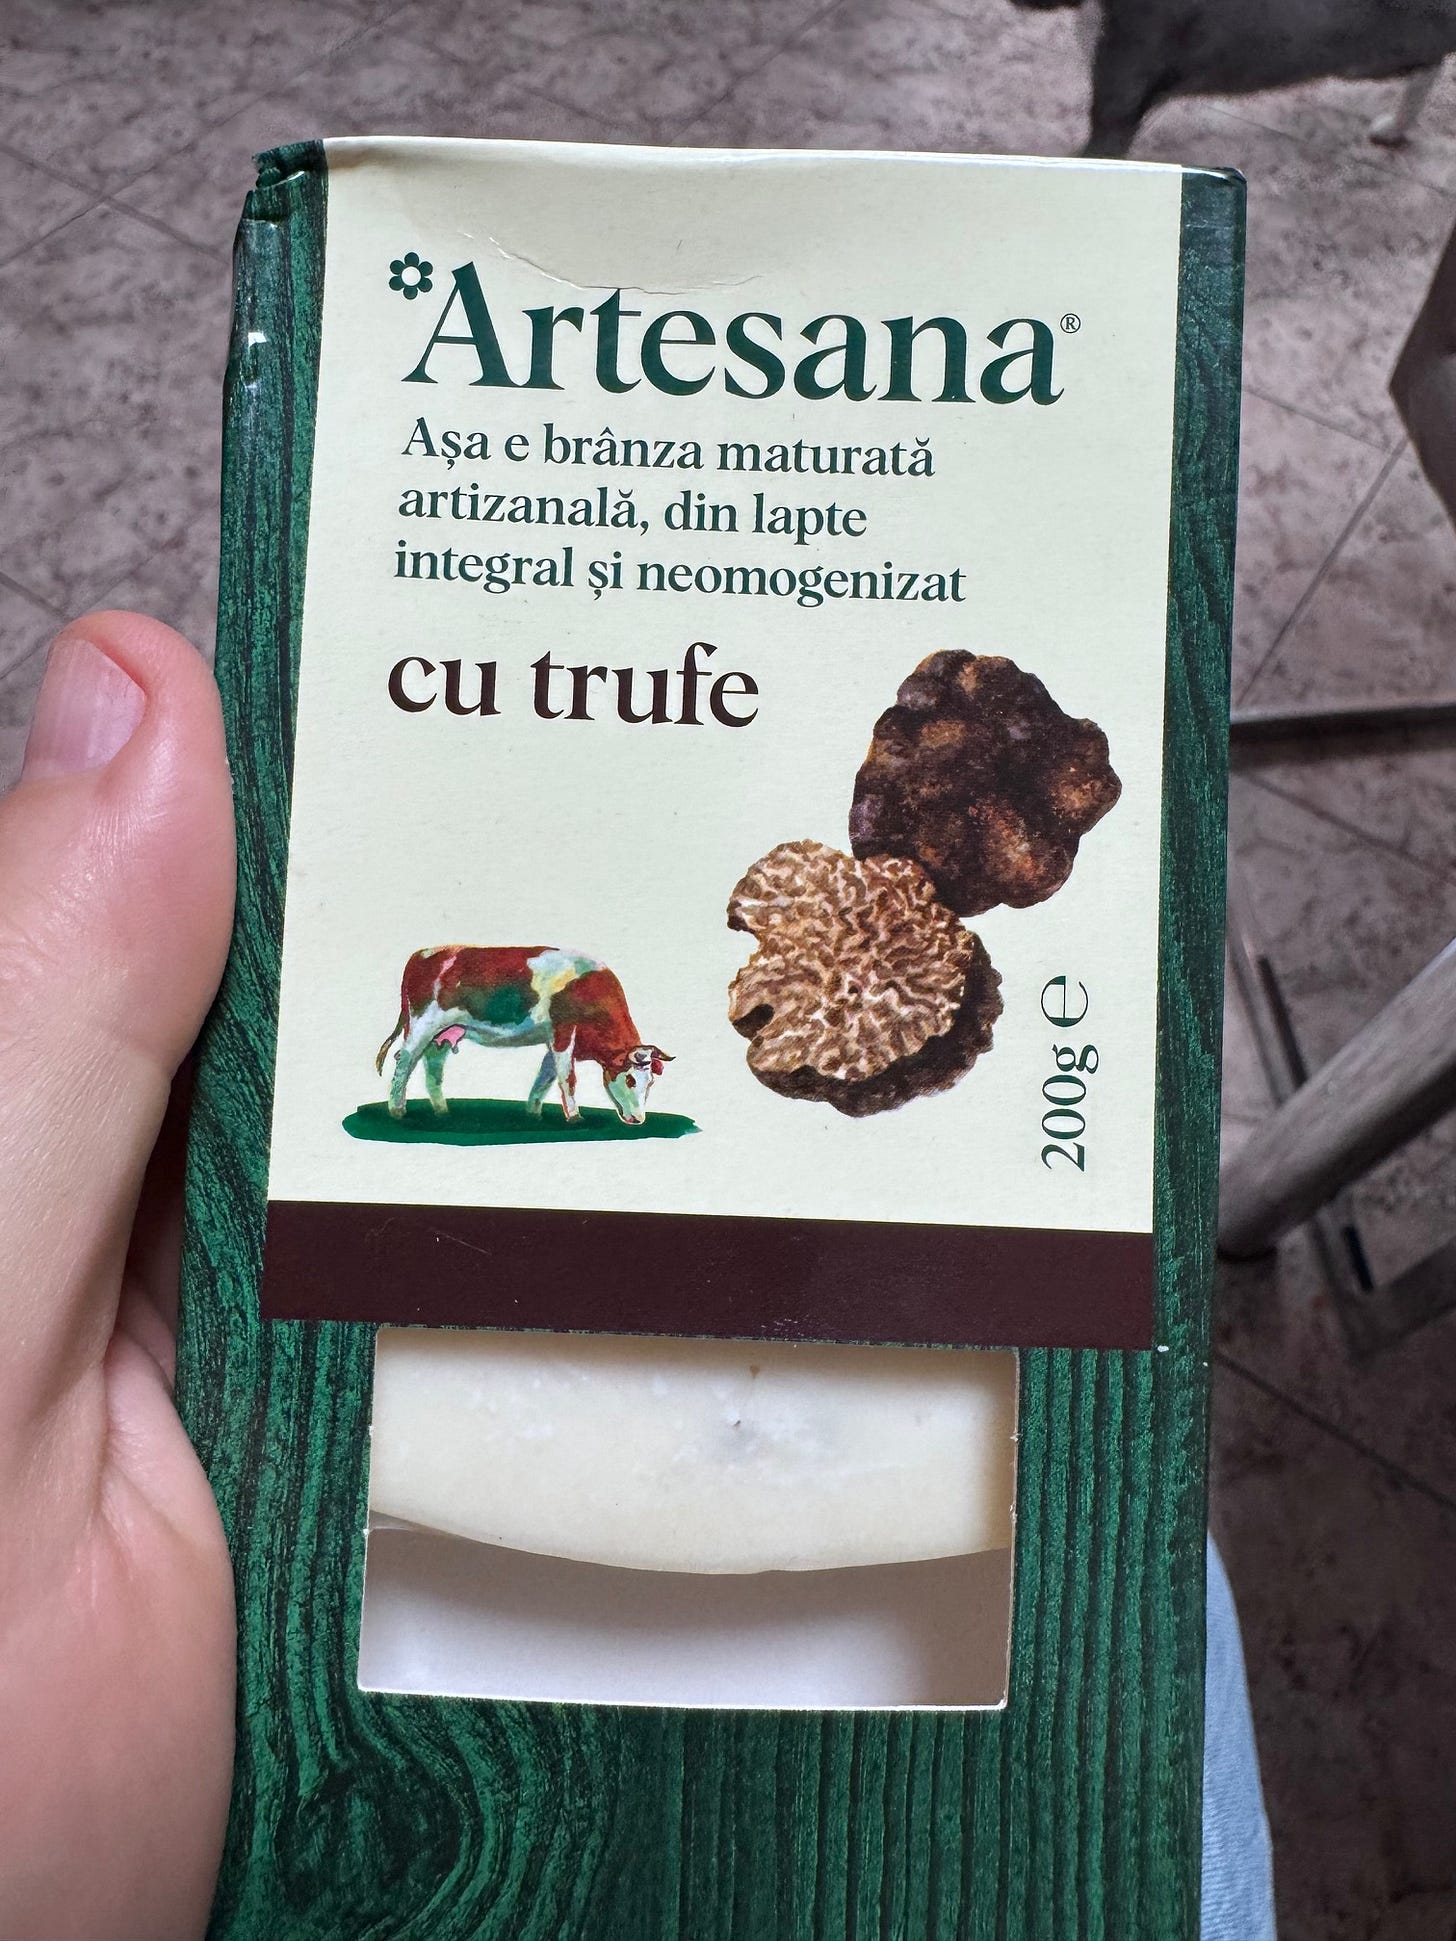 Artesana®
Așa e brânza maturată
artizanală, din lapte
integral și neomogenizat
cu trufe
200g ℮